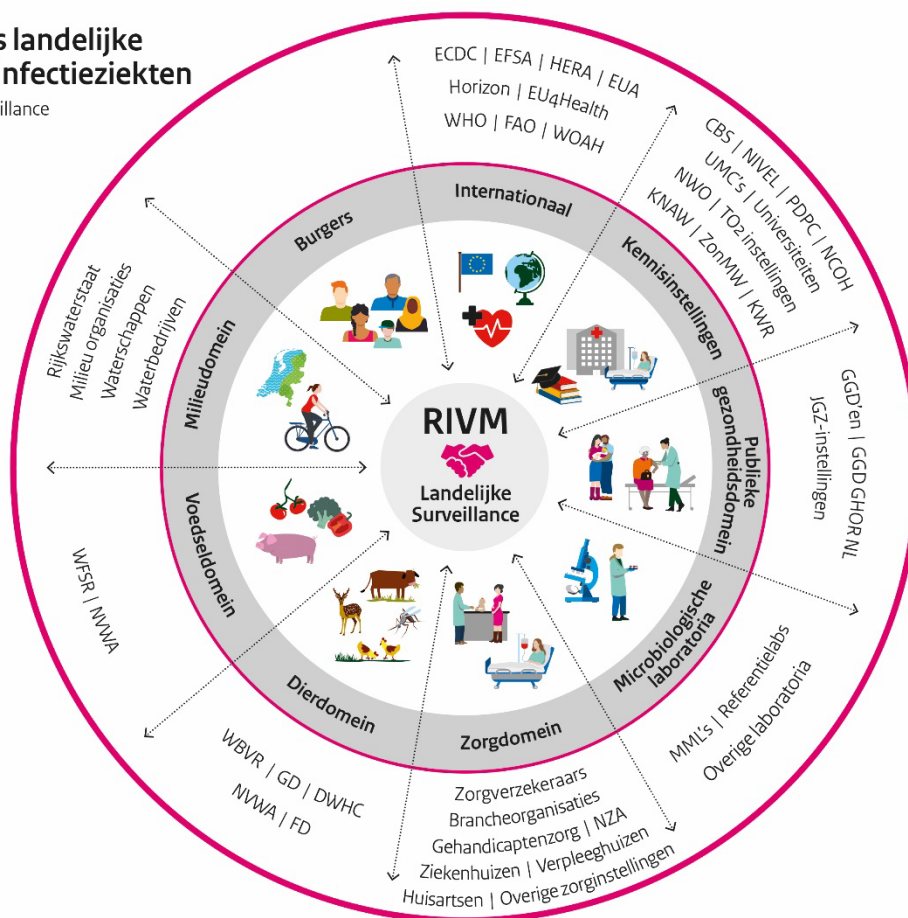 s landelijke
nfectieziekten
illance
ECDC | EFSA | HERA | EUA
Horizon | EU4Health
WHO | FAO | WOAH
CBS | NIVEL | PDPC | NCOH
UMC's | Universiteiten
NWO | TO2 instellingen
KNAW | ZonMW | KWR
GGD'en | GGD GHOR NL
JGZ-instellingen
MML's | Referentielabs
Overige laboratoria
Zorgverzekeraars
Brancheorganisaties
Gehandicaptenzorg | NZA
Ziekenhuizen | Verpleeghuizen
Huisartsen | Overige zorginstellingen
WBVR | GD | DWHC
NVWA | FD
WFSR | NVWA
Rijkswaterstaat
Milieu organisaties
Waterschappen
Waterbedrijven
Internationaal
Kennisinstellingen
Publieke
gezondheidsdomein
Microbiologische
laboratoria
Zorgdomein
Dierdomein
Voedseldomein
Milieudomein
Burgers
RIVM
Landelijke
Surveillance